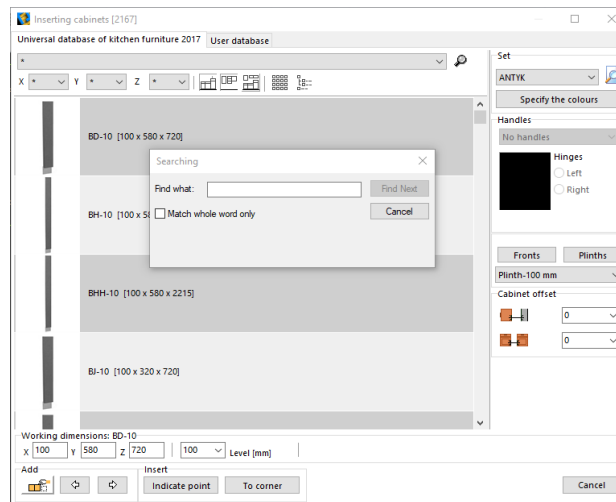 Inserting cabinets [2167]
Universal database of kitchen furniture 2017 User database
*
X * Y * Z *
BD-10 [100 x 580 x 720]
BH-10 [100 x 58
BHH-10 [100 x 580 x 2215]
BJ-10 [100 x 320 x 720]
Searching
Find what: Find Next
Match whole word only Cancel
Set
ANTYK
Specify the colours
Handles
No handles
Hinges
Left
Right
Fronts Plinths
Plinth-100 mm
Cabinet offset
0
0
Working dimensions: BD-10
X 100 Y 580 Z 720 100 Level [mm]
Add Insert
Indicate point To corner Cancel